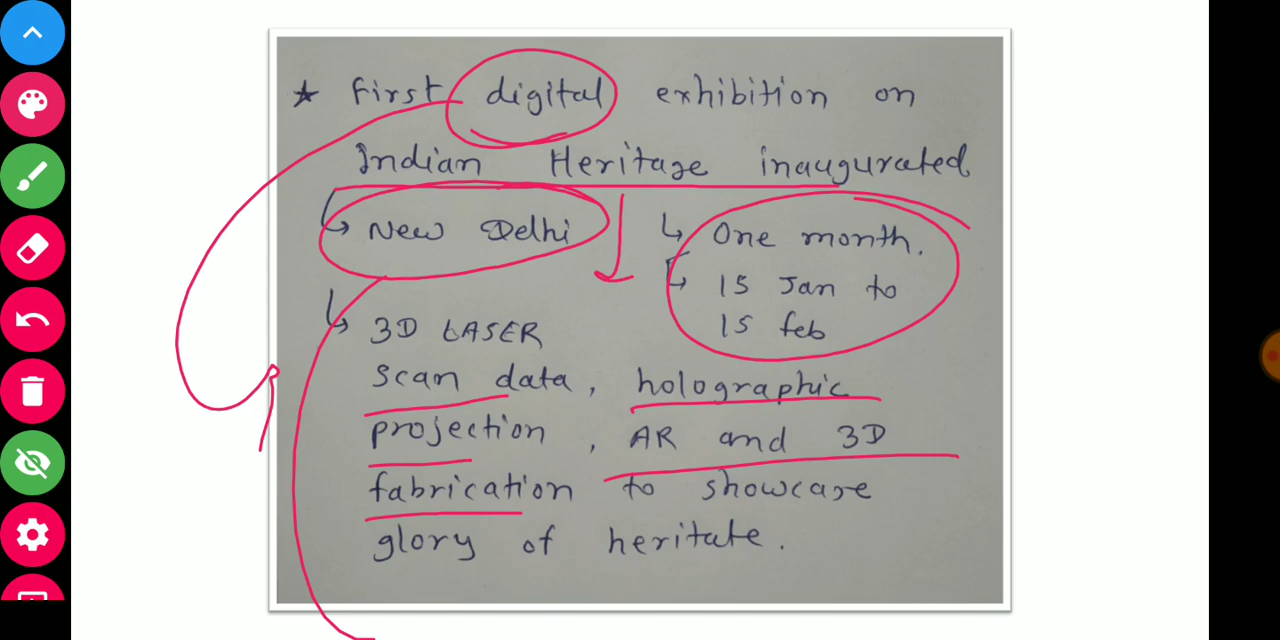 ★ First digital exhibition on
Indian Heritage inaugurated
↳ New Delhi
↳ One month.
↳ 15 Jan to
15 feb
↳ 3D LASER
scan data, holographic
projection, AR and 3D
fabrication to showcase
glory of heritate.